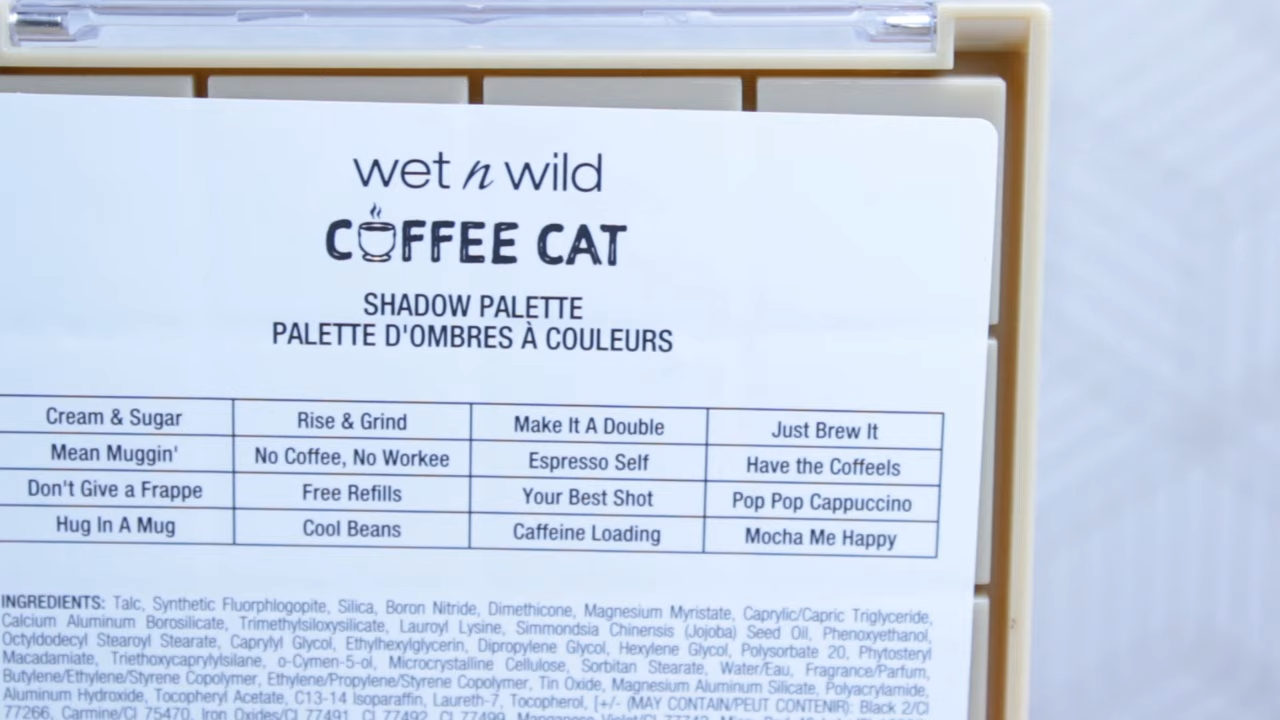 wet n wild
COFFEE CAT
SHADOW PALETTE
PALETTE D'OMBRES À COULEURS
Cream & Sugar Rise & Grind Make It A Double Just Brew It
Mean Muggin' No Coffee, No Workee Espresso Self Have the Coffeels
Don't Give a Frappe Free Refills Your Best Shot Pop Pop Cappuccino
Hug In A Mug Cool Beans Caffeine Loading Mocha Me Happy
INGREDIENTS: Talc, Synthetic Fluorphlogopite, Silica, Boron Nitride, Dimethicone, Magnesium Myristate, Caprylic/Capric Triglyceride,
Calcium Aluminum Borosilicate, Trimethylsiloxysilicate, Lauroyl Lysine, Simmondsia Chinensis (Jojoba) Seed Oil, Phenoxyethanol,
Octyldodecyl Stearoyl Stearate, Caprylyl Glycol, Ethylhexylglycerin, Dipropylene Glycol, Hexylene Glycol, Polysorbate 20, Phytosteryl
Macadamiate, Triethoxycaprylylsilane, o-Cymen-5-ol, Microcrystalline Cellulose, Sorbitan Stearate, Water/Eau, Fragrance/Parfum,
Butylene/Ethylene/Styrene Copolymer, Ethylene/Propylene/Styrene Copolymer, Tin Oxide, Magnesium Aluminum Silicate, Polyacrylamide,
Aluminum Hydroxide, Tocopheryl Acetate, C13-14 Isoparaffin, Laureth-7, Tocopherol, [+/- (MAY CONTAIN/PEUT CONTENIR): Black 2/CI
77266, Carmine/CI 75470, Iron Oxides/CI 77491, CI 77492, CI 77499, Manganese Violet/CI 77742,